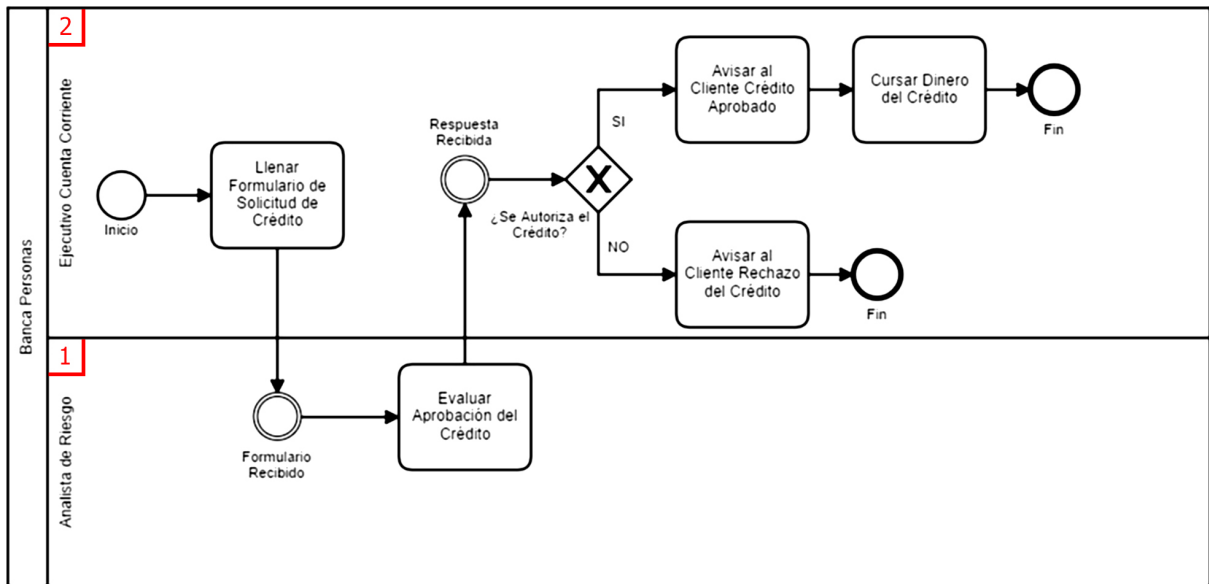 Banca Personas
2
Ejecutivo Cuenta Corriente
Inicio
Llenar
Formulario de
Solicitud de
Crédito
Respuesta
Recibida
¿Se Autoriza el
Crédito?
SI
Avisar al
Cliente Crédito
Aprobado
Cursar Dinero
del Crédito
Fin
NO
Avisar al
Cliente Rechazo
del Crédito
Fin
1
Analista de Riesgo
Formulario
Recibido
Evaluar
Aprobación del
Crédito